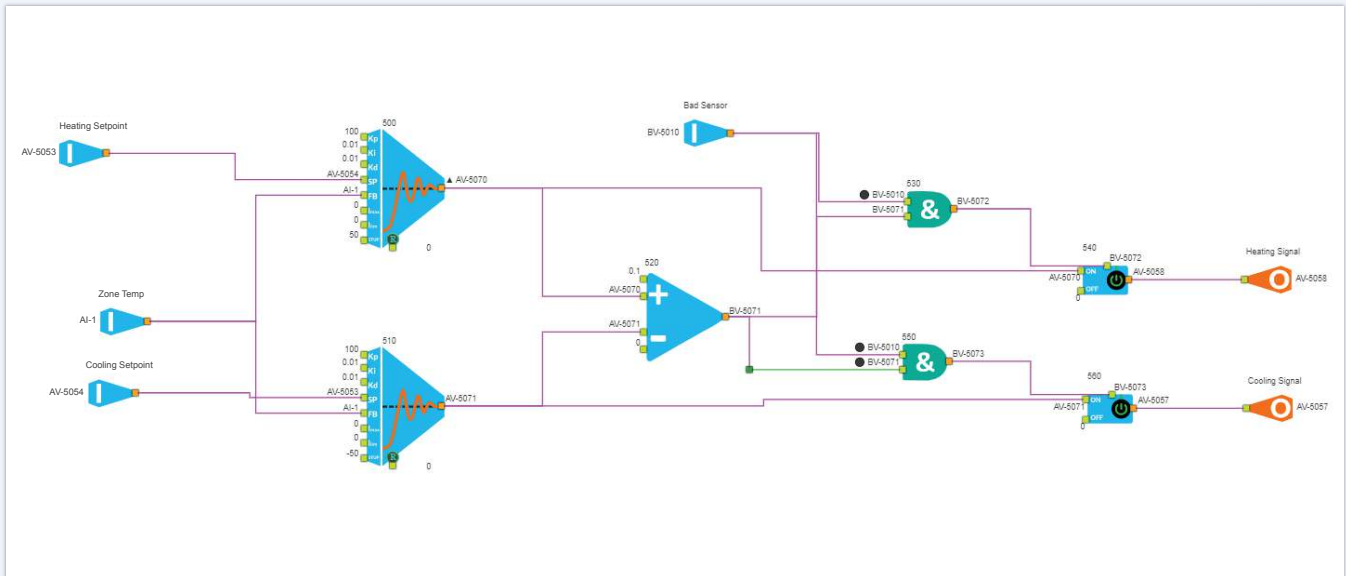 Heating Setpoint
AV-5053
Zone Temp
AI-1
Cooling Setpoint
AV-5054
500
100
0.01
0.01
AV-5054
AI-1
0
0
50
Kp
Ki
Kd
SP
FB
▲ AV-5070
0
510
100
0.01
0.01
AV-5053
AI-1
0
0
-50
Kp
Ki
Kd
SP
FB
AV-5071
0
520
0.1
AV-5070
+
AV-5071
-
0
BV-5071
Bad Sensor
BV-5010
530
BV-5010
BV-5071
&
BV-5072
550
BV-5010
BV-5071
&
BV-5073
540
BV-5072
AV-5070
ON
OFF
0
AV-5058
560
BV-5073
AV-5071
ON
OFF
0
AV-5057
Heating Signal
AV-5058
Cooling Signal
AV-5057